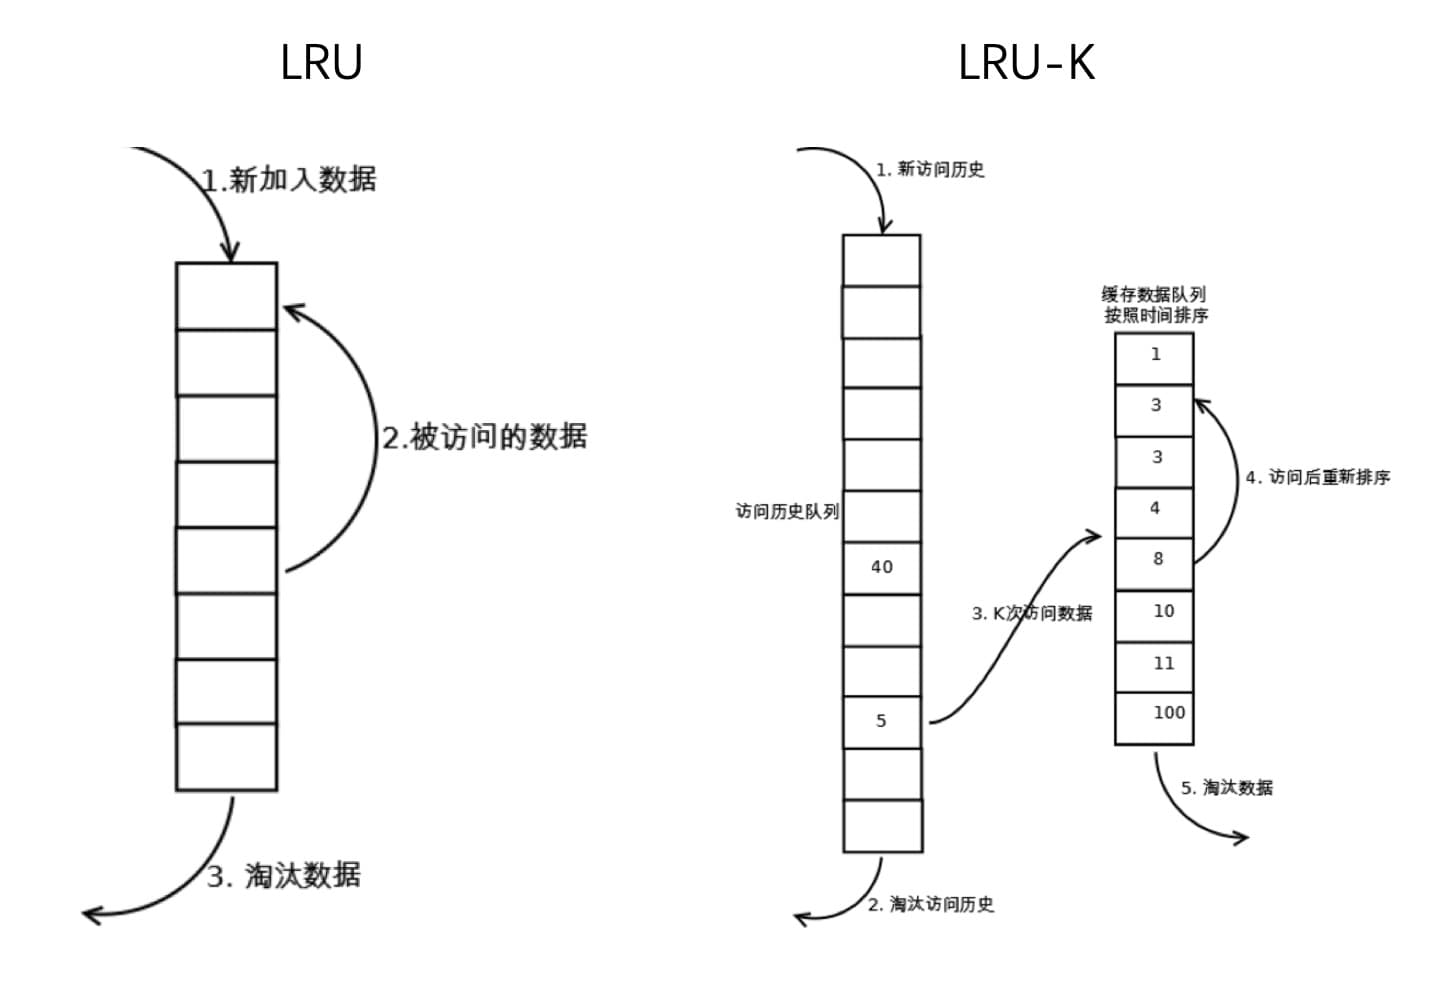 LRU
1.新加入数据
2.被访问的数据
3. 淘汰数据
LRU-K
1. 新访问历史
访问历史队列
40
5
2. 淘汰访问历史
3. K次访问数据
缓存数据队列
按照时间排序
1
3
3
4
8
10
11
100
4. 访问后重新排序
5. 淘汰数据